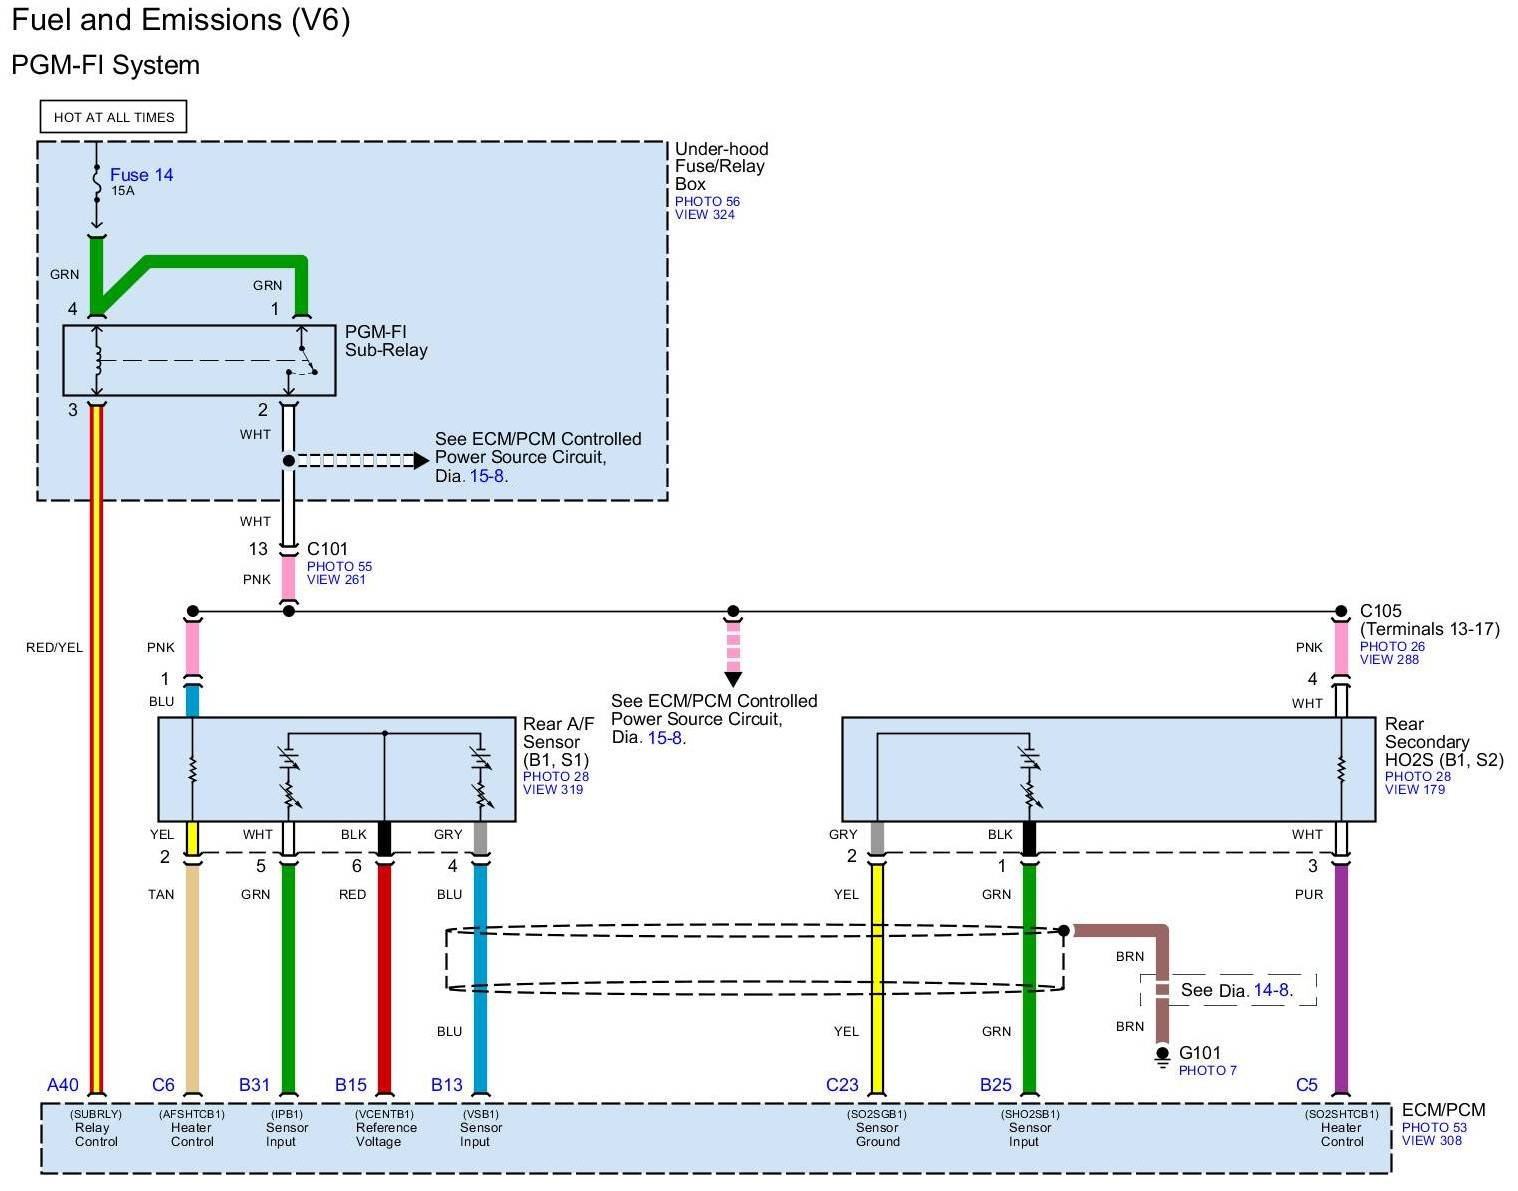 Fuel and Emissions (V6)
PGM-FI System
HOT AT ALL TIMES
Under-hood
Fuse/Relay
Box
PHOTO 56
VIEW 324
Fuse 14
15A
GRN
GRN
4
1
PGM-FI
Sub-Relay
3
2
WHT
See ECM/PCM Controlled
Power Source Circuit,
Dia. 15-8.
WHT
13
C101
PHOTO 55
VIEW 261
PNK
C105
(Terminals 13-17)
PHOTO 26
VIEW 288
RED/YEL
PNK
PNK
1
4
BLU
WHT
See ECM/PCM Controlled
Power Source Circuit,
Dia. 15-8.
Rear A/F
Sensor
(B1, S1)
PHOTO 28
VIEW 319
Rear
Secondary
HO2S (B1, S2)
PHOTO 28
VIEW 179
YEL
WHT
BLK
GRY
GRY
BLK
WHT
2
5
6
4
2
1
3
TAN
GRN
RED
BLU
YEL
GRN
PUR
BRN
See Dia. 14-8.
BRN
BLU
YEL
GRN
G101
PHOTO 7
A40
C6
B31
B15
B13
C23
B25
C5
(SUBRLY)
Relay
Control
(AFSHTCB1)
Heater
Control
(IPB1)
Sensor
Input
(VCENTB1)
Reference
Voltage
(VSB1)
Sensor
Input
(SO2SGB1)
Sensor
Ground
(SHO2SB1)
Sensor
Input
(SO2SHTCB1)
Heater
Control
ECM/PCM
PHOTO 53
VIEW 308